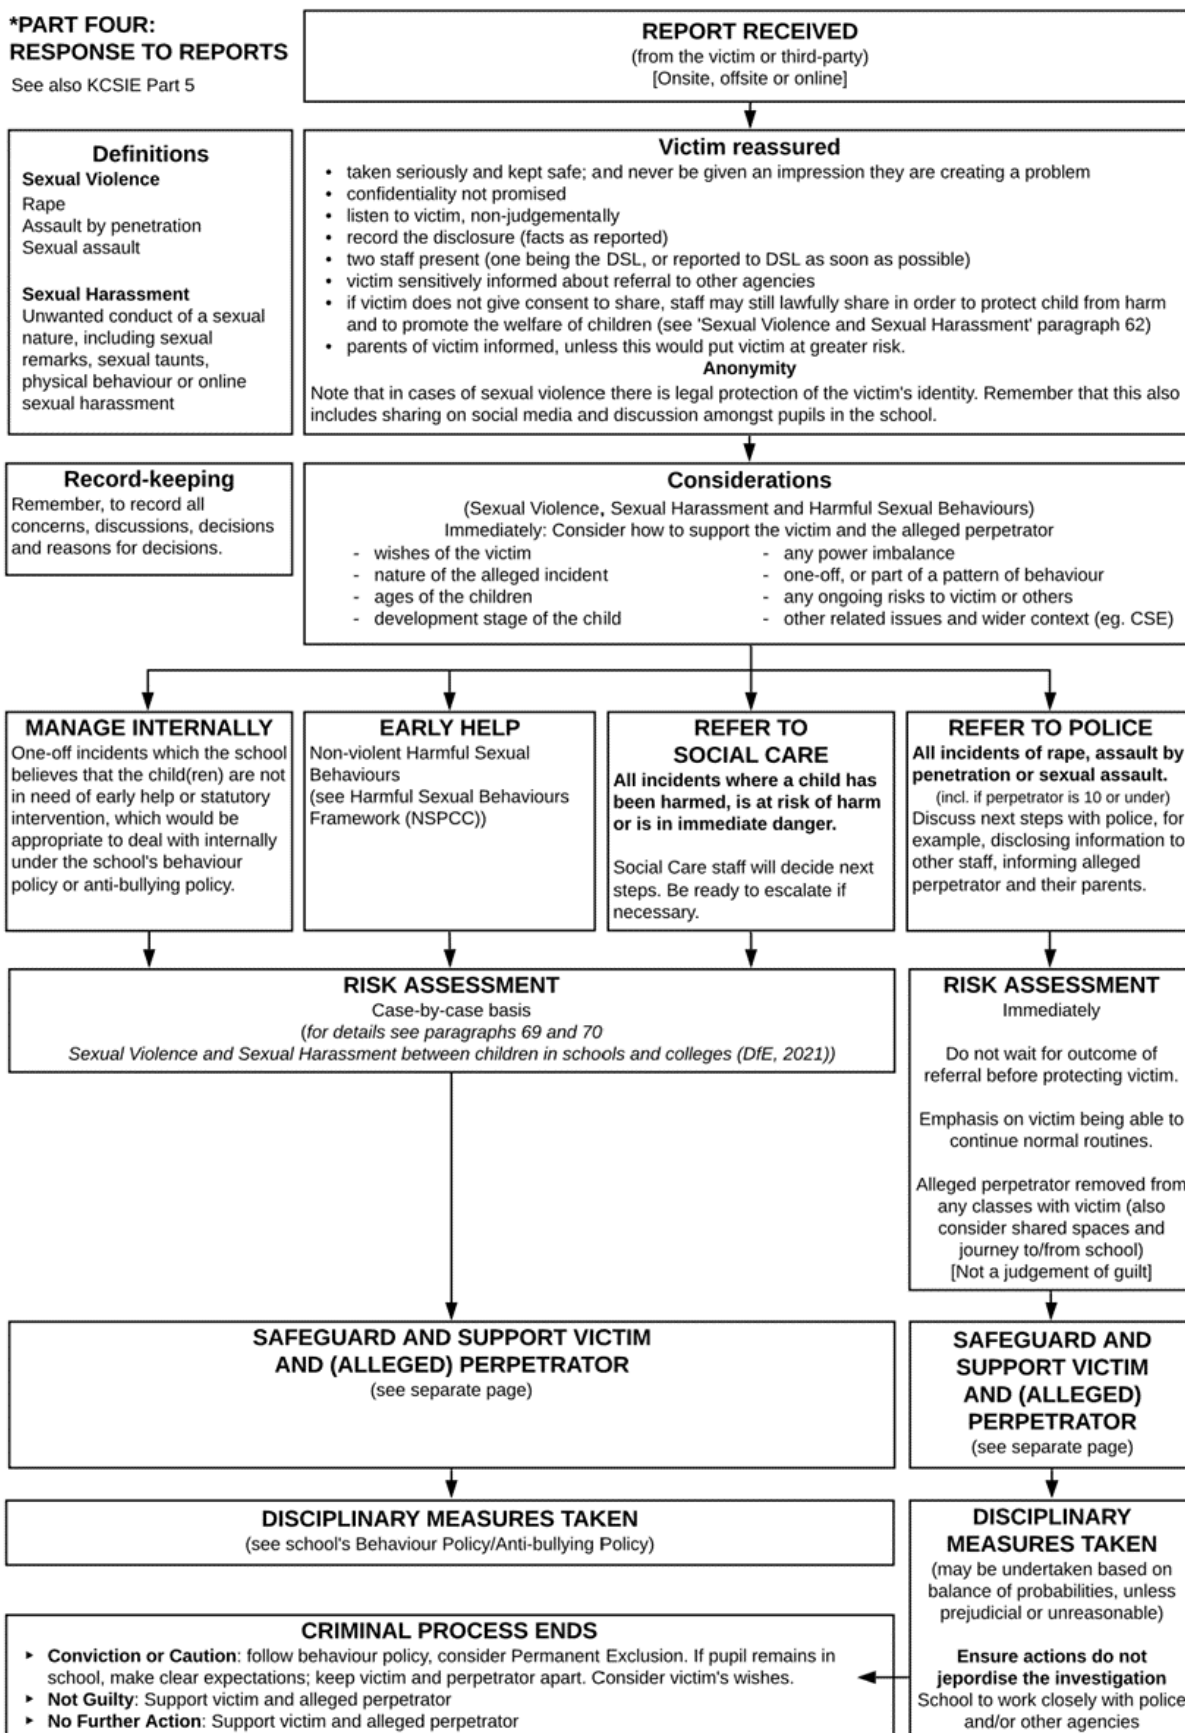 *PART FOUR:
RESPONSE TO REPORTS
See also KCSIE Part 5
REPORT RECEIVED
(from the victim or third-party)
[Onsite, offsite or online]
Definitions
Sexual Violence
Rape
Assault by penetration
Sexual assault
Sexual Harassment
Unwanted conduct of a sexual
nature, including sexual
remarks, sexual taunts,
physical behaviour or online
sexual harassment
Victim reassured
• taken seriously and kept safe; and never be given an impression they are creating a problem
• confidentiality not promised
• listen to victim, non-judgementally
• record the disclosure (facts as reported)
• two staff present (one being the DSL, or reported to DSL as soon as possible)
• victim sensitively informed about referral to other agencies
• if victim does not give consent to share, staff may still lawfully share in order to protect child from harm
and to promote the welfare of children (see 'Sexual Violence and Sexual Harassment' paragraph 62)
• parents of victim informed, unless this would put victim at greater risk.
Anonymity
Note that in cases of sexual violence there is legal protection of the victim's identity. Remember that this also
includes sharing on social media and discussion amongst pupils in the school.
Record-keeping
Remember, to record all
concerns, discussions, decisions
and reasons for decisions.
Considerations
(Sexual Violence, Sexual Harassment and Harmful Sexual Behaviours)
Immediately: Consider how to support the victim and the alleged perpetrator
- wishes of the victim
- nature of the alleged incident
- ages of the children
- development stage of the child
- any power imbalance
- one-off, or part of a pattern of behaviour
- any ongoing risks to victim or others
- other related issues and wider context (eg. CSE)
MANAGE INTERNALLY
One-off incidents which the school
believes that the child(ren) are not
in need of early help or statutory
intervention, which would be
appropriate to deal with internally
under the school's behaviour
policy or anti-bullying policy.
EARLY HELP
Non-violent Harmful Sexual
Behaviours
(see Harmful Sexual Behaviours
Framework (NSPCC))
REFER TO
SOCIAL CARE
All incidents where a child has
been harmed, is at risk of harm
or is in immediate danger.
Social Care staff will decide next
steps. Be ready to escalate if
necessary.
REFER TO POLICE
All incidents of rape, assault by
penetration or sexual assault.
(incl. if perpetrator is 10 or under)
Discuss next steps with police, for
example, disclosing information to
other staff, informing alleged
perpetrator and their parents.
RISK ASSESSMENT
Case-by-case basis
(for details see paragraphs 69 and 70
Sexual Violence and Sexual Harassment between children in schools and colleges (DfE, 2021))
RISK ASSESSMENT
Immediately
Do not wait for outcome of
referral before protecting victim.
Emphasis on victim being able to
continue normal routines.
Alleged perpetrator removed from
any classes with victim (also
consider shared spaces and
journey to/from school)
[Not a judgement of guilt]
SAFEGUARD AND SUPPORT VICTIM
AND (ALLEGED) PERPETRATOR
(see separate page)
SAFEGUARD AND
SUPPORT VICTIM
AND (ALLEGED)
PERPETRATOR
(see separate page)
DISCIPLINARY MEASURES TAKEN
(see school's Behaviour Policy/Anti-bullying Policy)
DISCIPLINARY
MEASURES TAKEN
(may be undertaken based on
balance of probabilities, unless
prejudicial or unreasonable)
Ensure actions do not
jepordise the investigation
School to work closely with police
and/or other agencies
CRIMINAL PROCESS ENDS
▸ Conviction or Caution: follow behaviour policy, consider Permanent Exclusion. If pupil remains in
school, make clear expectations; keep victim and perpetrator apart. Consider victim's wishes.
▸ Not Guilty: Support victim and alleged perpetrator
▸ No Further Action: Support victim and alleged perpetrator